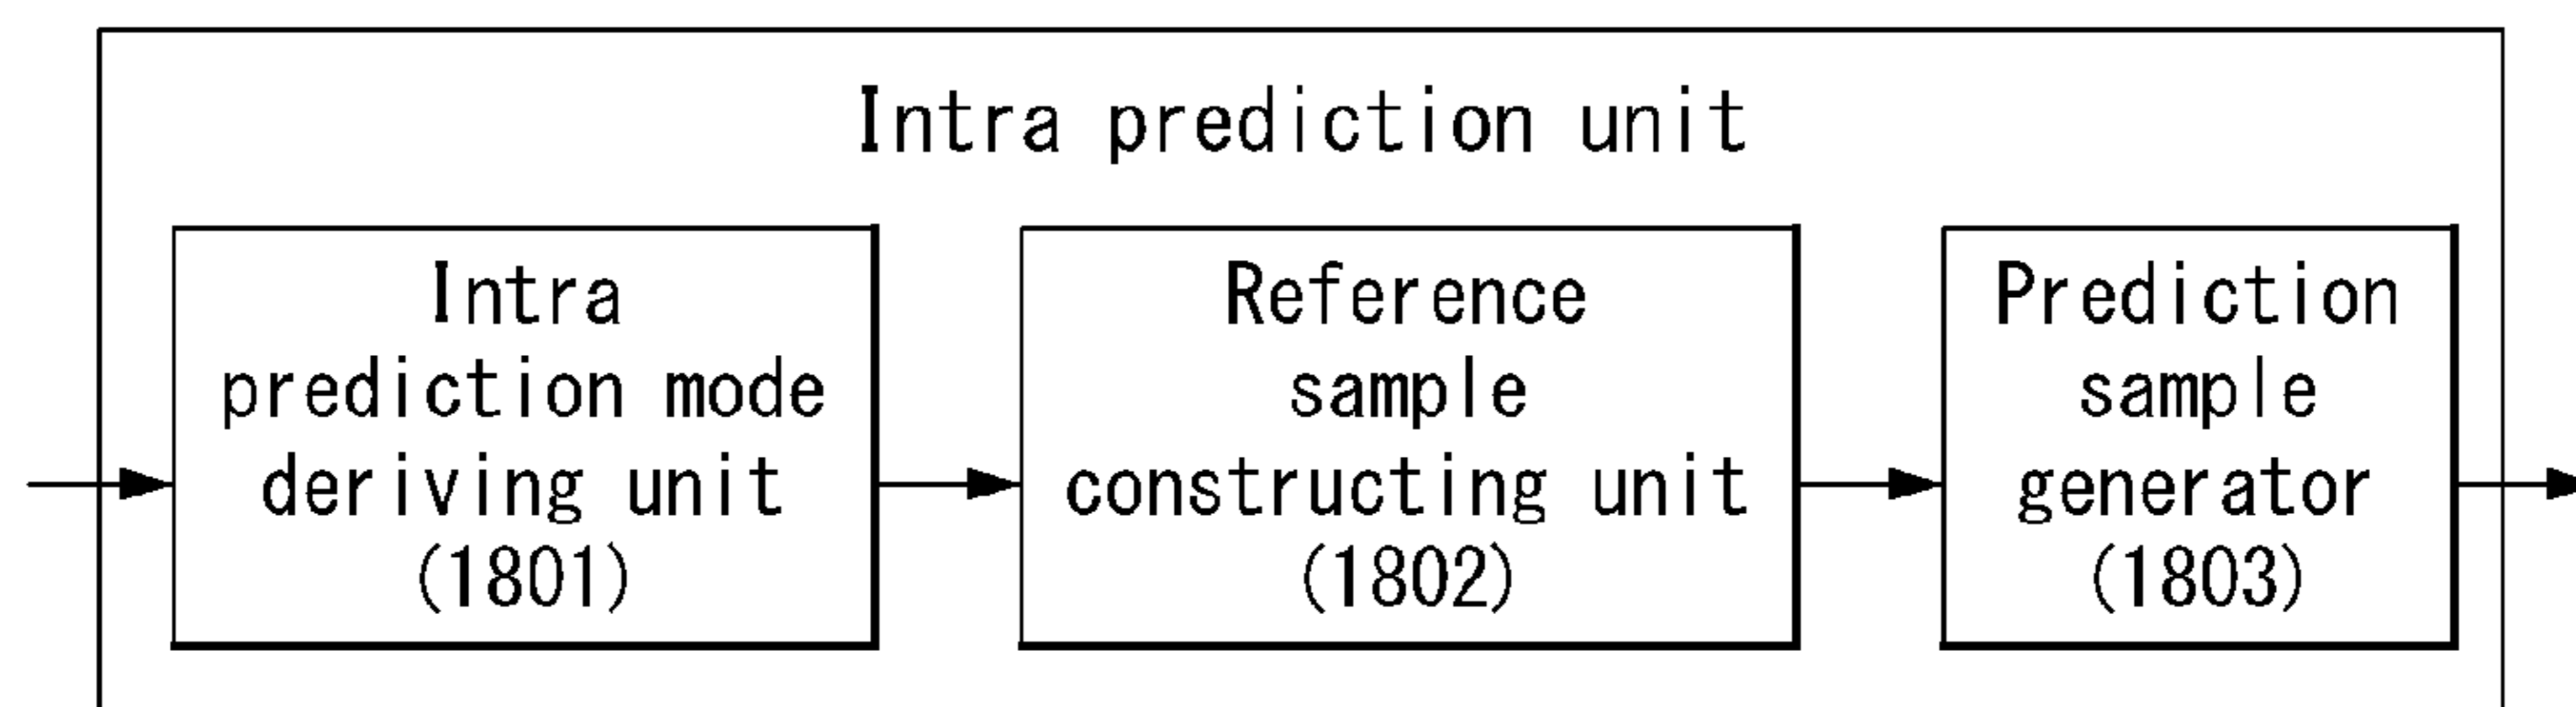 Intra prediction unit
Intra
prediction mode
deriving unit
(1801)
Reference
sample
constructing unit
(1802)
Prediction
sample
generator
(1803)